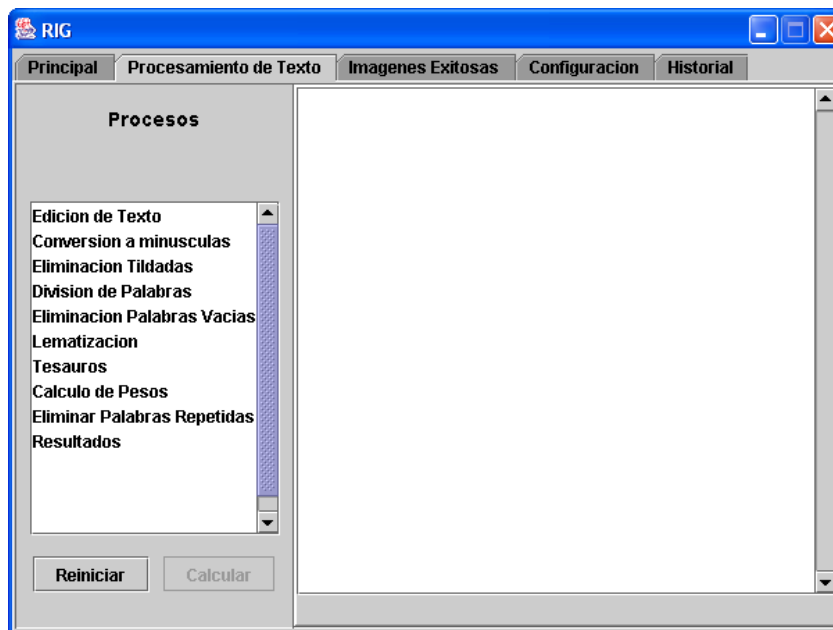 RIG
Principal Procesamiento de Texto Imagenes Exitosas Configuracion Historial
Procesos
Edicion de Texto
Conversion a minusculas
Eliminacion Tildadas
Division de Palabras
Eliminacion Palabras Vacias
Lematizacion
Tesauros
Calculo de Pesos
Eliminar Palabras Repetidas
Resultados
Reiniciar Calcular